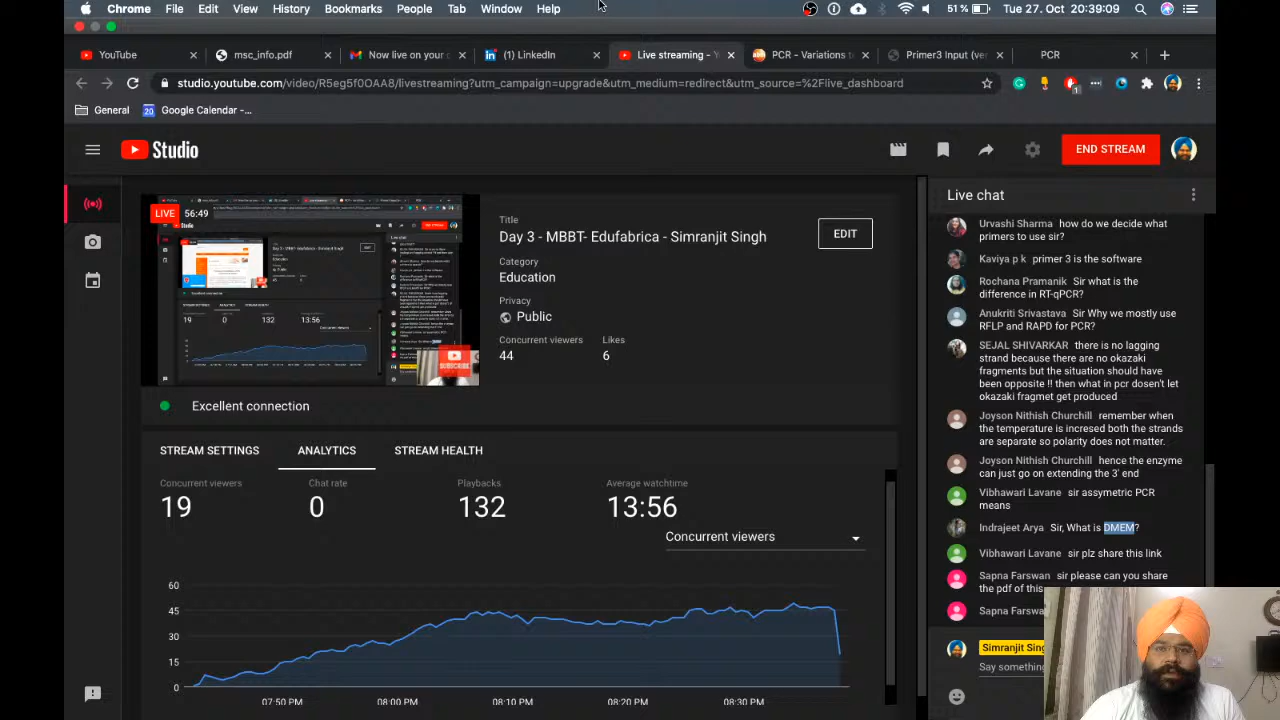 Chrome File Edit View History Bookmarks People Tab Window Help 51% Tue 27. Oct 20:39:09
YouTube msc_info.pdf Now live on your c (1) LinkedIn Live streaming - Y PCR - Variations t Primer3 Input (ver PCR
studio.youtube.com/video/R5eg5f0OAA8/livestreaming?utm_campaign=upgrade&utm_medium=redirect&utm_source=%2Flive_dashboard
General 20 Google Calendar -...
Studio
END STREAM
LIVE 56:49
Title
Day 3 - MBBT- Edufabrica - Simranjit Singh
EDIT
Category
Education
Privacy
Public
Concurrent viewers Likes
44 6
Excellent connection
STREAM SETTINGS ANALYTICS STREAM HEALTH
Concurrent viewers Chat rate Playbacks Average watchtime
19 0 132 13:56
Concurrent viewers
60
45
30
15
0
07:50 PM 08:00 PM 08:10 PM 08:20 PM 08:30 PM
Live chat
Urvashi Sharma how do we decide what
primers to use sir?
Kaviya p k primer 3 is the software
Rochana Pramanik Sir what is the
difference in RT-qPCR?
Anukriti Srivastava Sir Why we mostly use
RFLP and RAPD for PCR?
SEJAL SHIVARKAR there is no lagging
strand because there are no okazaki
fragments but the situation should have
been opposite !! then what in pcr dosen't let
okazaki fragmet get produced
Joyson Nithish Churchill remember when
the temperature is incresed both the strands
are separate so polarity does not matter.
Joyson Nithish Churchill hence the enzyme
can just go on extending the 3' end
Vibhawari Lavane sir assymetric PCR
means
Indrajeet Arya Sir, What is DMEM?
Vibhawari Lavane sir plz share this link
Sapna Farswan sir please can you share
the pdf of this
Sapna Farswa
Simranjit Sing
Say something